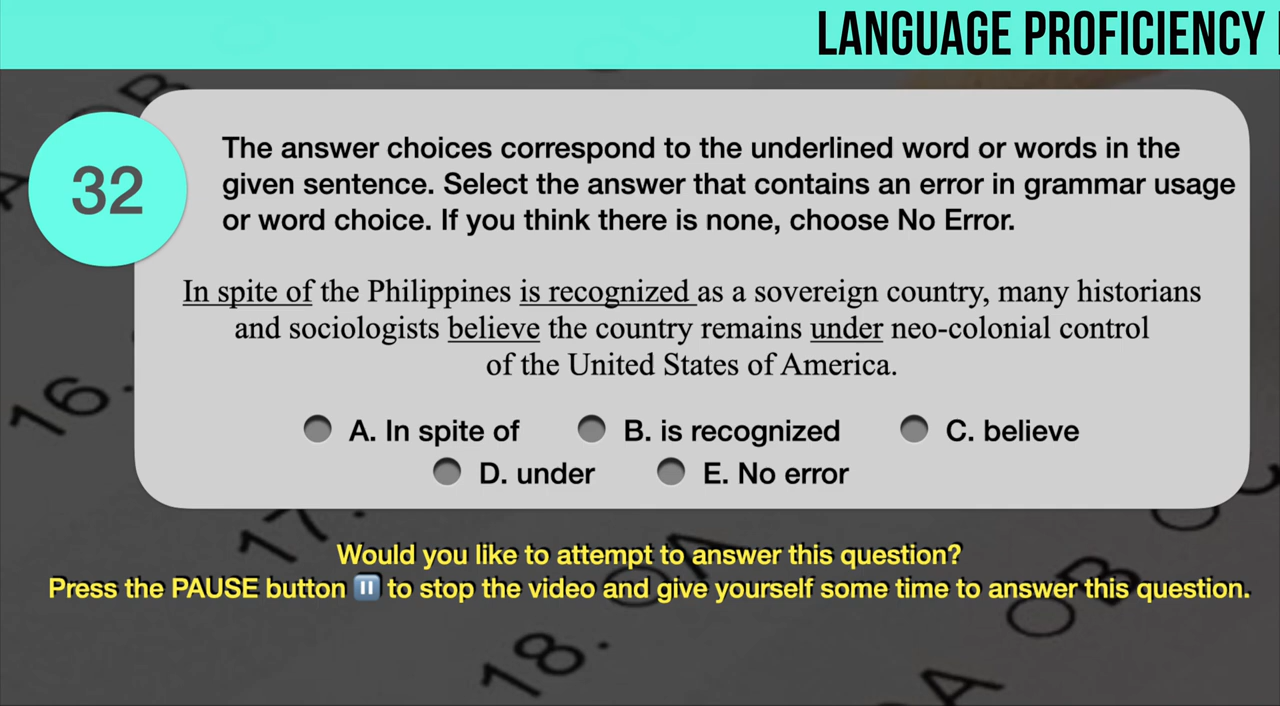 LANGUAGE PROFICIENCY
32
The answer choices correspond to the underlined word or words in the
given sentence. Select the answer that contains an error in grammar usage
or word choice. If you think there is none, choose No Error.
In spite of the Philippines is recognized as a sovereign country, many historians
and sociologists believe the country remains under neo-colonial control
of the United States of America.
A. In spite of B. is recognized C. believe
D. under E. No error
Would you like to attempt to answer this question?
Press the PAUSE button ⏸ to stop the video and give yourself some time to answer this question.
16.
17.
18.